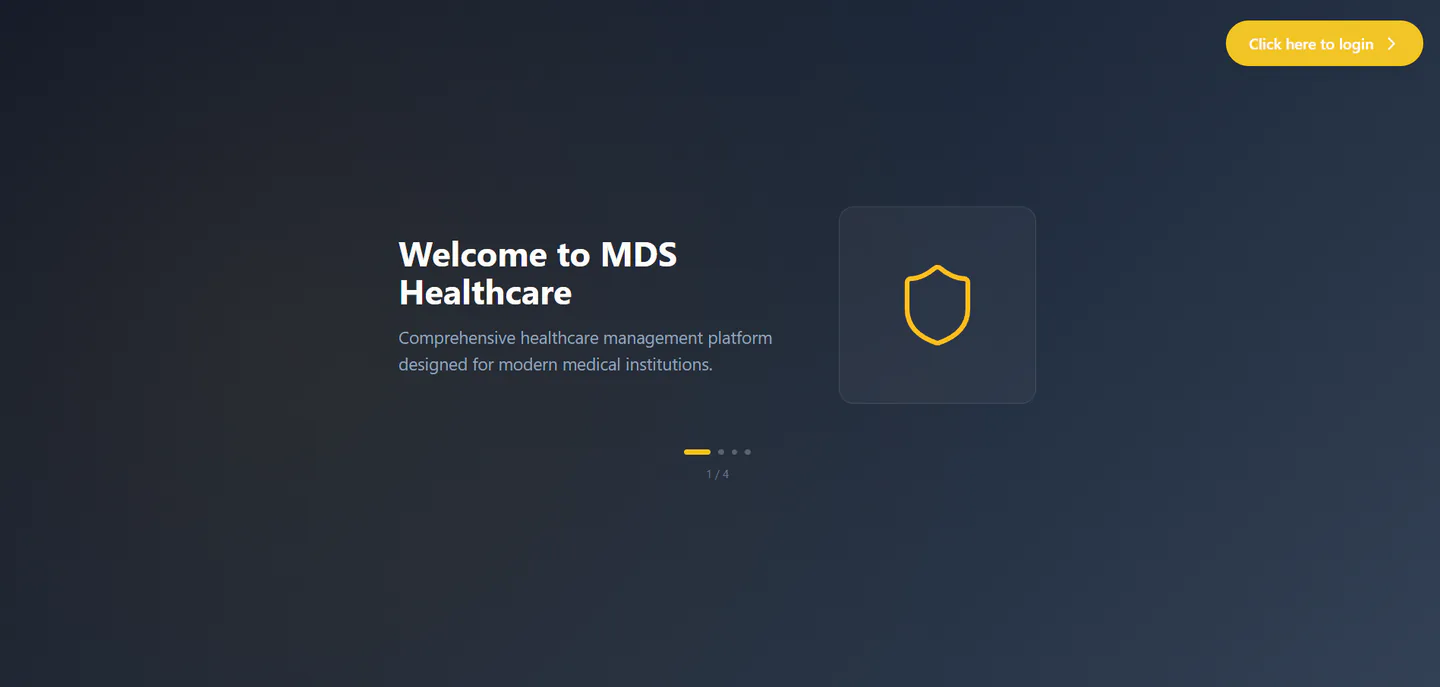 Click here to login
Welcome to MDS
Healthcare
Comprehensive healthcare management platform
designed for modern medical institutions.
1 / 4